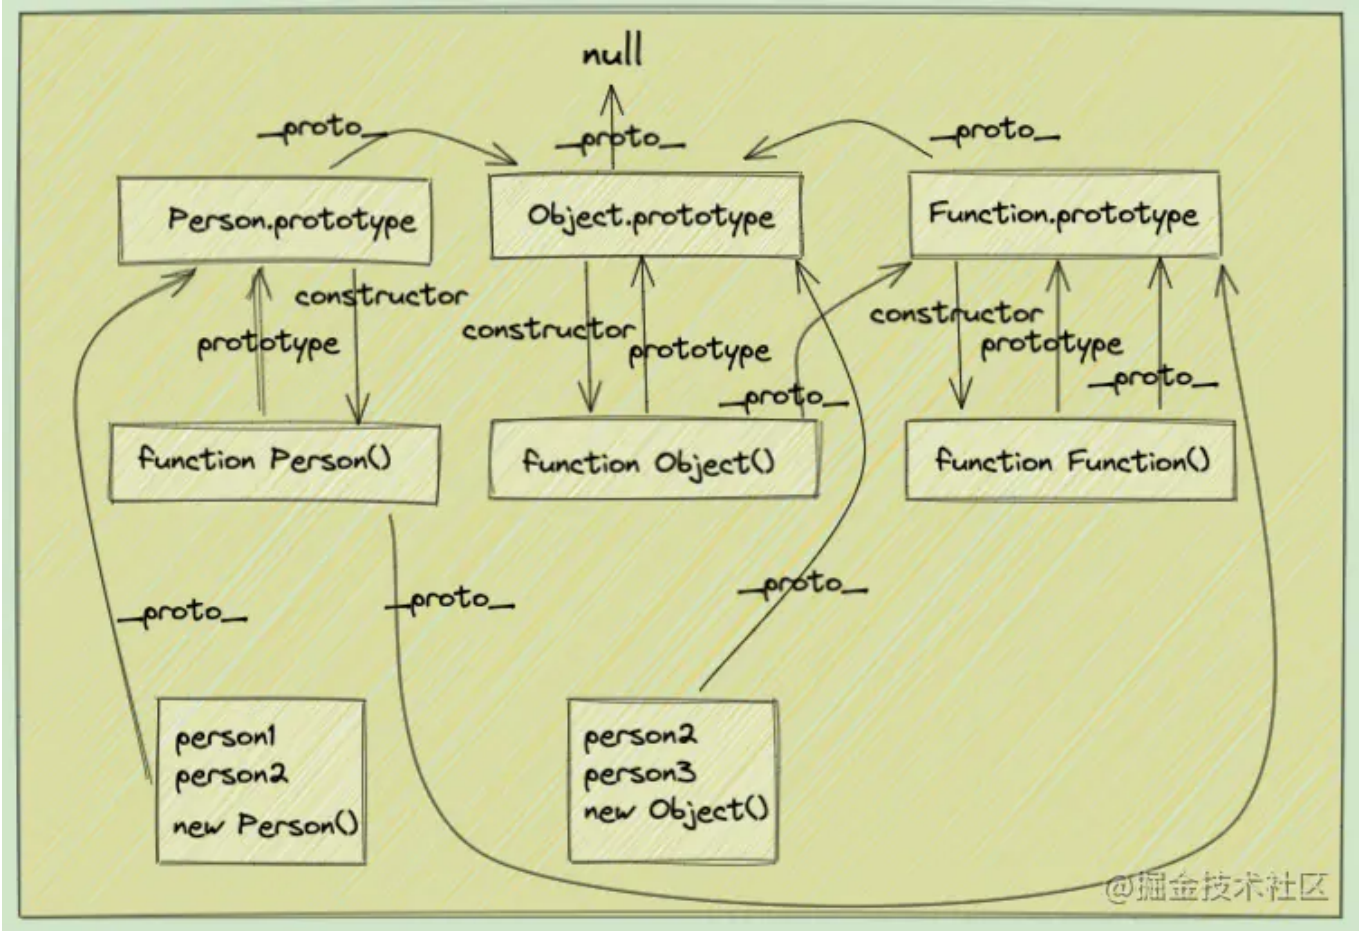 null
_proto_
_proto_
_proto_
Person.prototype
Object.prototype
Function.prototype
constructor
prototype
constructor
prototype
_proto_
constructor
prototype
_proto_
function Person()
function Object()
function Function()
_proto_
_proto_
_proto_
person1
person2
new Person()
person2
person3
new Object()
@掘金技术社区